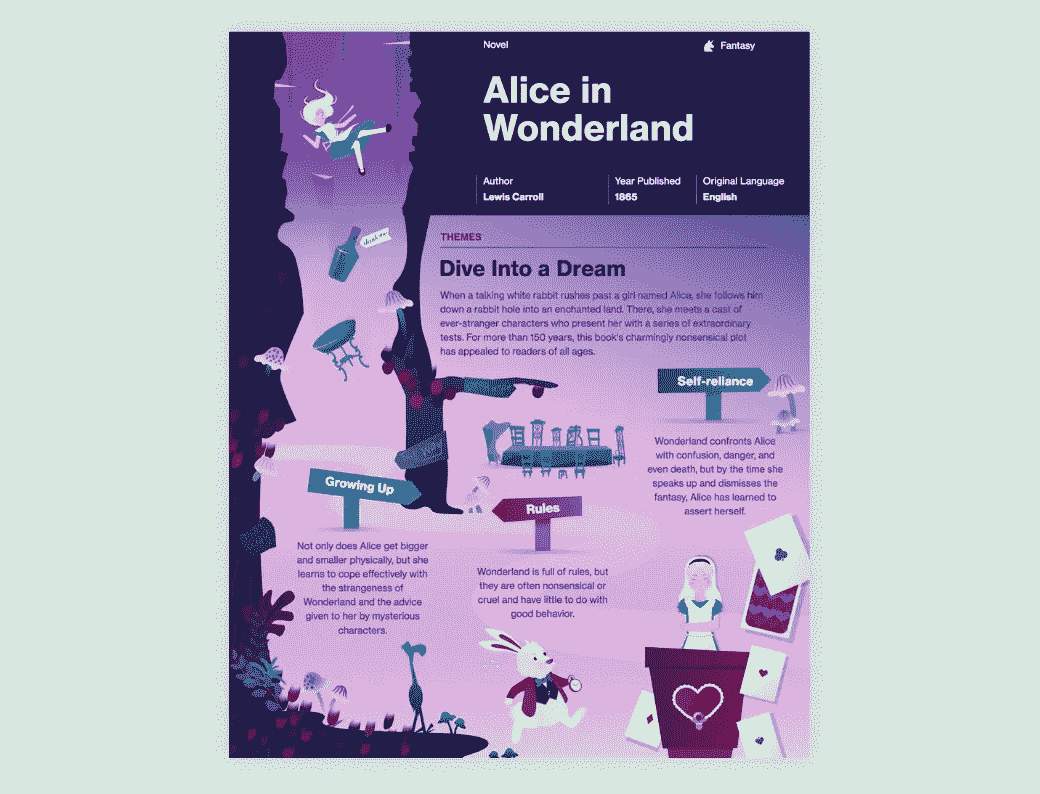 Novel
Fantasy
Alice in
Wonderland
Author
Lewis Carroll
Year Published
1865
Original Language
English
drink me
THEMES
Dive Into a Dream
When a talking white rabbit rushes past a girl named Alice, she follows him
down a rabbit hole into an enchanted land. There, she meets a cast of
ever-stranger characters who present her with a series of extraordinary
tests. For more than 150 years, this book's charmingly nonsensical plot
has appealed to readers of all ages.
Self-reliance
Wonderland confronts Alice
with confusion, danger, and
even death, but by the time she
speaks up and dismisses the
fantasy, Alice has learned to
assert herself.
Growing Up
Not only does Alice get bigger
and smaller physically, but she
learns to cope effectively with
the strangeness of
Wonderland and the advice
given to her by mysterious
characters.
Rules
Wonderland is full of rules, but
they are often nonsensical or
cruel and have little to do with
good behavior.